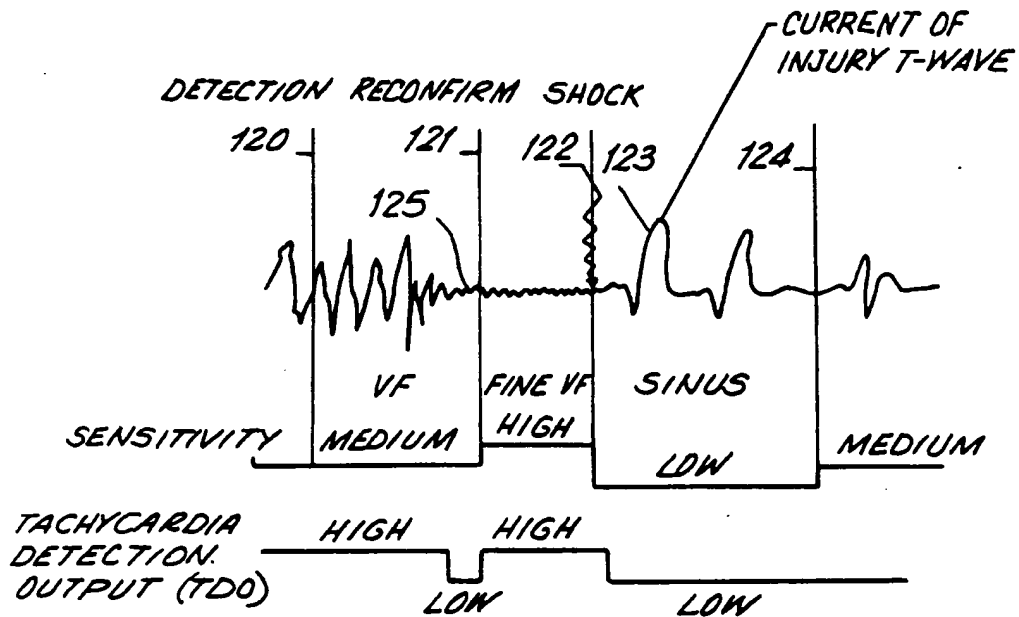 CURRENT OF
INJURY T-WAVE
DETECTION RECONFIRM SHOCK
120 121 122 123 124
125
VF FINE VF SINUS
SENSITIVITY MEDIUM HIGH LOW MEDIUM
TACHYCARDIA
DETECTION.
OUTPUT (TDO)
HIGH HIGH
LOW LOW